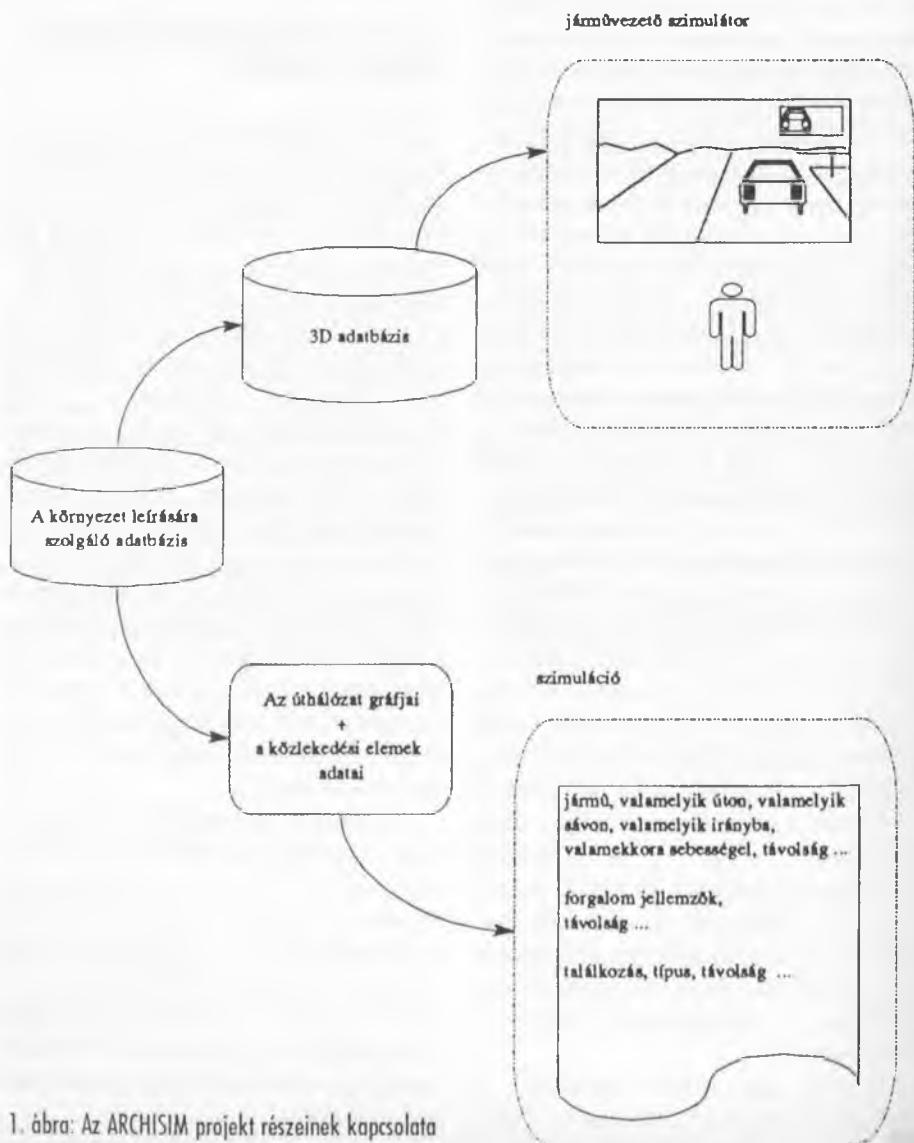 járművezető szimulátor
3D adatbázis
A környezet leírására
szolgáló adatbázis
Az úthálózat gráfjai
+
a közlekedési elemek
adatai
szimuláció
jármű, valamelyik úton, valamelyik
sávon, valamelyik irányba,
valamekkora sebességel, távolság ...
forgalom jellemzők,
távolság ...
találkozás, típus, távolság ...
1. ábra: Az ARCHISIM projekt részeinek kapcsolata